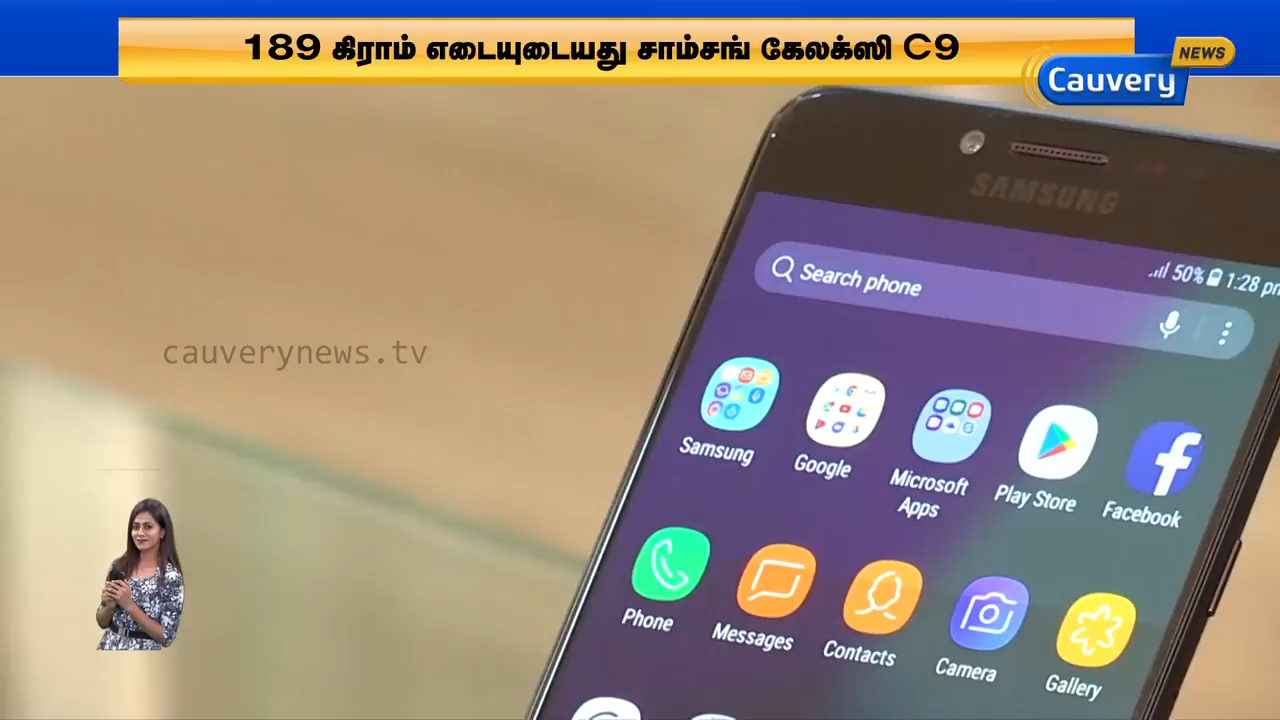 189 கிராம் எடையுடையது சாம்சங் கேலக்ஸி C9
NEWS
Cauvery
SAMSUNG
50% 1:28 pm
Search phone
cauverynews.tv
Samsung
Google
Microsoft Apps
Play Store
Facebook
Phone
Messages
Contacts
Camera
Gallery